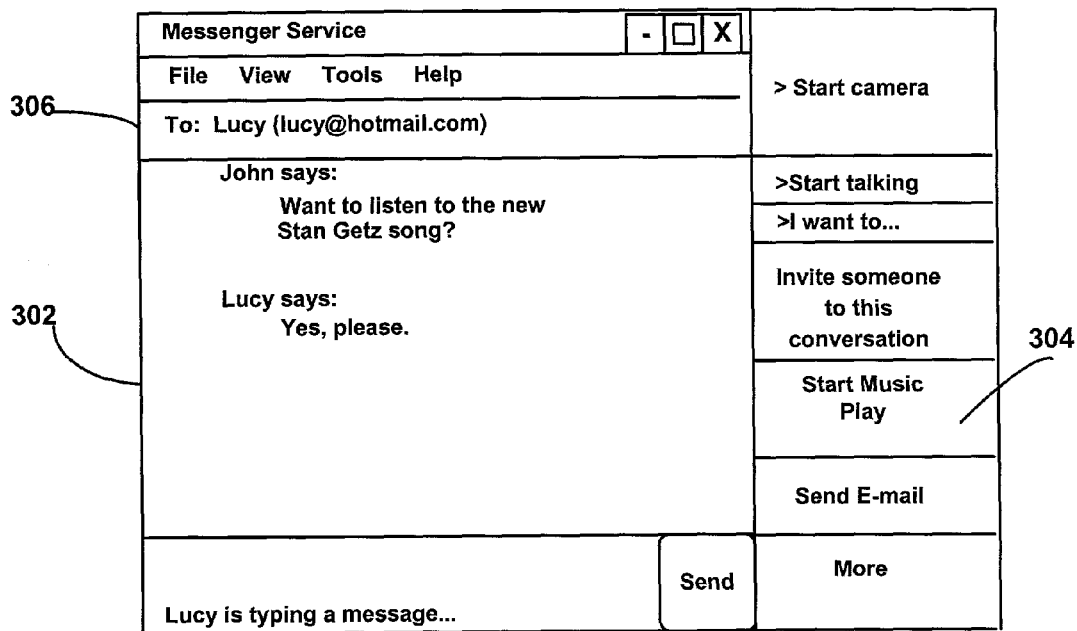 Messenger Service
- X
File View Tools Help
> Start camera
306
To: Lucy (lucy@hotmail.com)
John says:
Want to listen to the new
Stan Getz song?
>Start talking
>I want to...
Lucy says:
Yes, please.
302
Invite someone
to this
conversation
304
Start Music
Play
Send E-mail
More
Send
Lucy is typing a message...